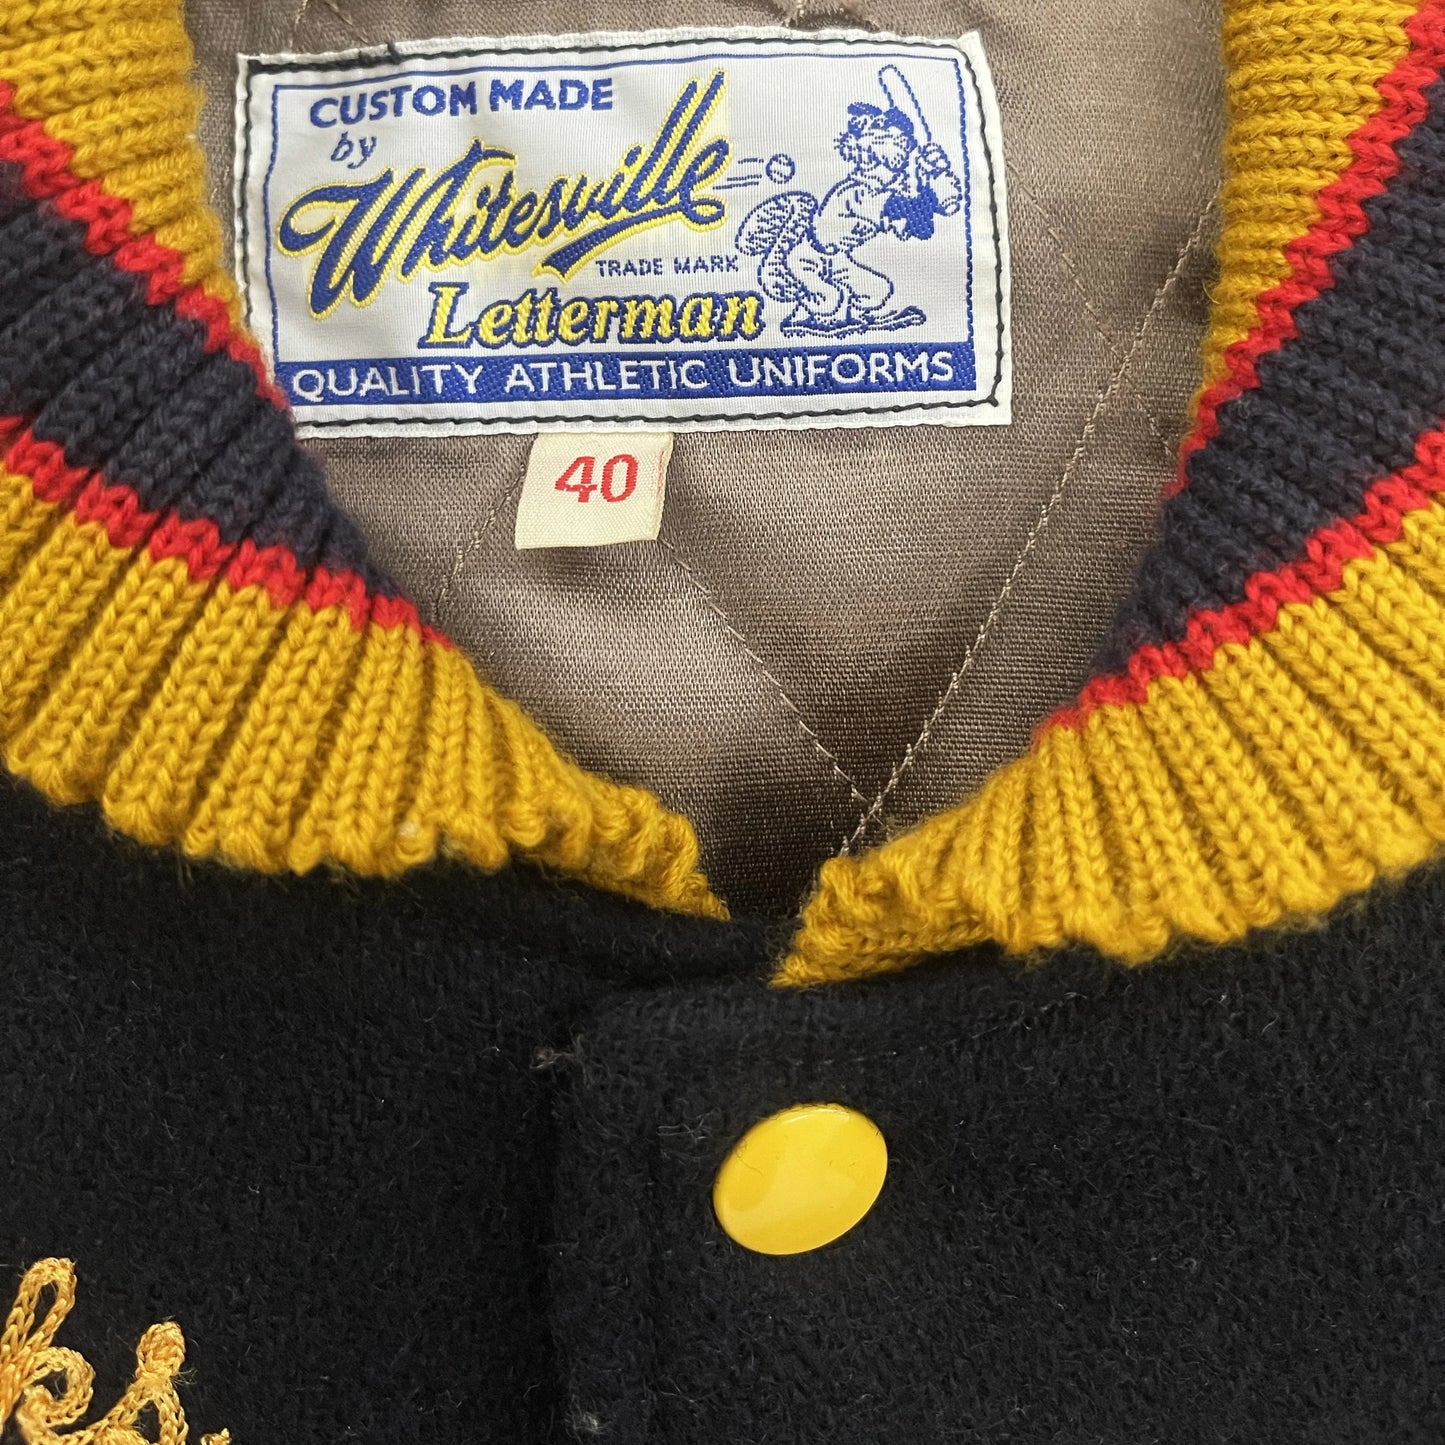 CUSTOM MADE
by
Whitesville
TRADE MARK
Letterman
QUALITY ATHLETIC UNIFORMS
40